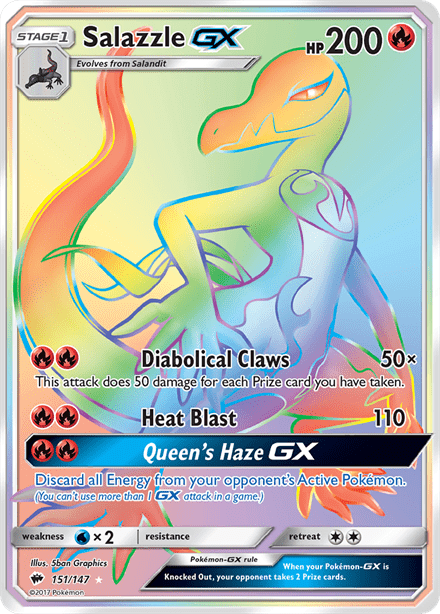 STAGE 1 Salazzle GX HP 200
Evolves from Salandit
Diabolical Claws 50×
This attack does 50 damage for each Prize card you have taken.
Heat Blast 110
Queen's Haze GX
Discard all Energy from your opponent's Active Pokémon.
(You can't use more than 1 GX attack in a game.)
weakness ×2 resistance retreat
Illus. 5ban Graphics
Pokémon-GX rule
When your Pokémon-GX is
Knocked Out, your opponent takes 2 Prize cards.
151/147
©2017 Pokémon